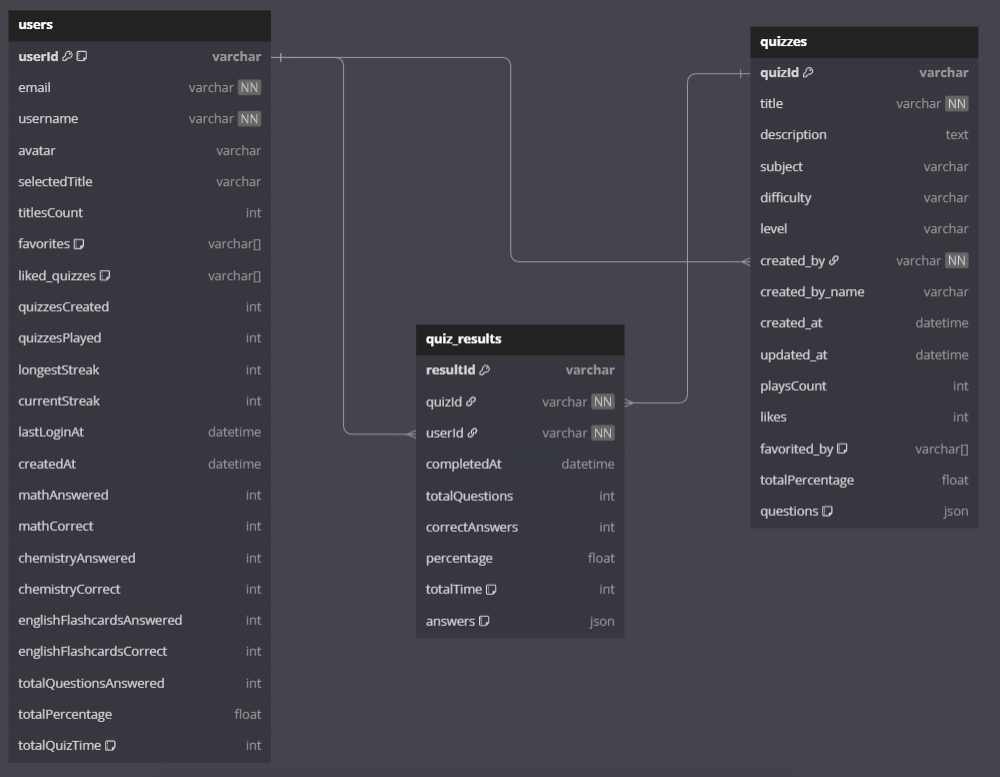 users
userId varchar
email varchar NN
username varchar NN
avatar varchar
selectedTitle varchar
titlesCount int
favorites varchar[]
liked_quizzes varchar[]
quizzesCreated int
quizzesPlayed int
longestStreak int
currentStreak int
lastLoginAt datetime
createdAt datetime
mathAnswered int
mathCorrect int
chemistryAnswered int
chemistryCorrect int
englishFlashcardsAnswered int
englishFlashcardsCorrect int
totalQuestionsAnswered int
totalPercentage float
totalQuizTime int
quiz_results
resultId varchar
quizId varchar NN
userId varchar NN
completedAt datetime
totalQuestions int
correctAnswers int
percentage float
totalTime int
answers json
quizzes
quizId varchar
title varchar NN
description text
subject varchar
difficulty varchar
level varchar
created_by varchar NN
created_by_name varchar
created_at datetime
updated_at datetime
playsCount int
likes int
favorited_by varchar[]
totalPercentage float
questions json